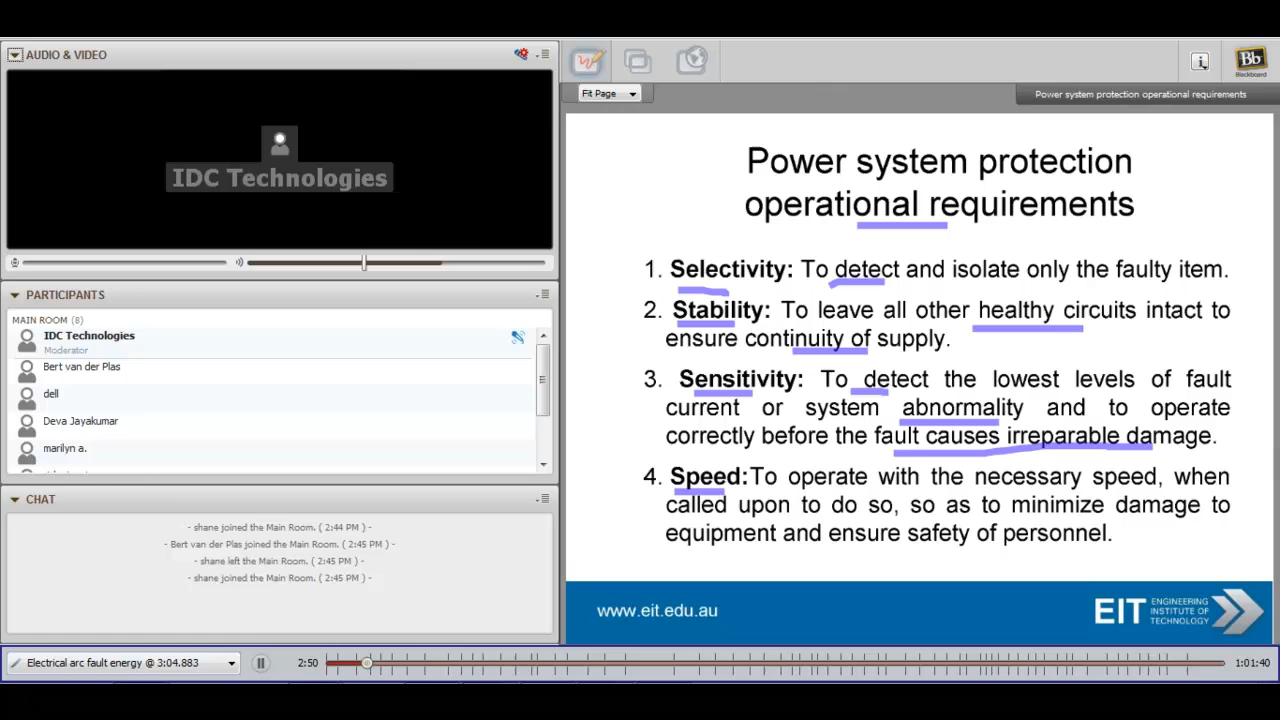 AUDIO & VIDEO
IDC Technologies
PARTICIPANTS
MAIN ROOM (8)
IDC Technologies
Moderator
Bert van der Plas
dell
Deva Jayakumar
marilyn a.
CHAT
- shane joined the Main Room. ( 2:44 PM ) -
- Bert van der Plas joined the Main Room. ( 2:45 PM ) -
- shane left the Main Room. ( 2:45 PM ) -
- shane joined the Main Room. ( 2:45 PM ) -
Fit Page
i
Bb
Blackboard
Power system protection operational requirements
Power system protection
operational requirements
1. Selectivity: To detect and isolate only the faulty item.
2. Stability: To leave all other healthy circuits intact to
ensure continuity of supply.
3. Sensitivity: To detect the lowest levels of fault
current or system abnormality and to operate
correctly before the fault causes irreparable damage.
4. Speed:To operate with the necessary speed, when
called upon to do so, so as to minimize damage to
equipment and ensure safety of personnel.
www.eit.edu.au
EIT ENGINEERING
INSTITUTE OF
TECHNOLOGY
Electrical arc fault energy @ 3:04.883
2:50
1:01:40